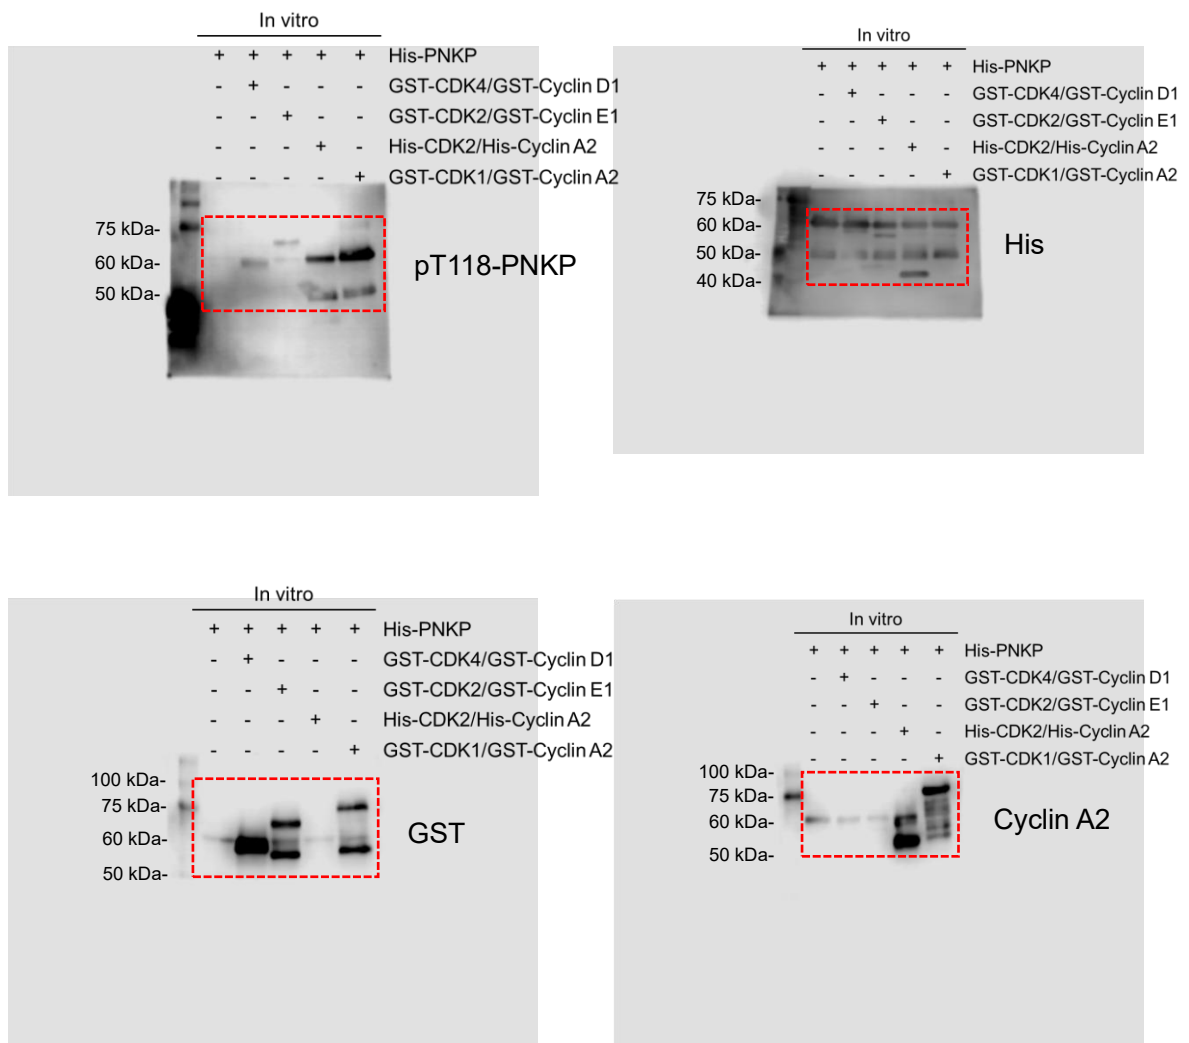 In vitro
+ + + + + His-PNKP
- + - - - GST-CDK4/GST-Cyclin D1
- - + - - GST-CDK2/GST-Cyclin E1
- - - + - His-CDK2/His-Cyclin A2
- - - - + GST-CDK1/GST-Cyclin A2
75 kDa-
60 kDa-
50 kDa-
pT118-PNKP
In vitro
+ + + + + His-PNKP
- + - - - GST-CDK4/GST-Cyclin D1
- - + - - GST-CDK2/GST-Cyclin E1
- - - + - His-CDK2/His-Cyclin A2
- - - - + GST-CDK1/GST-Cyclin A2
75 kDa-
60 kDa-
50 kDa-
40 kDa-
His
In vitro
+ + + + + His-PNKP
- + - - - GST-CDK4/GST-Cyclin D1
- - + - - GST-CDK2/GST-Cyclin E1
- - - + - His-CDK2/His-Cyclin A2
- - - - + GST-CDK1/GST-Cyclin A2
100 kDa-
75 kDa-
60 kDa-
50 kDa-
GST
In vitro
+ + + + + His-PNKP
- + - - - GST-CDK4/GST-Cyclin D1
- - + - - GST-CDK2/GST-Cyclin E1
- - - + - His-CDK2/His-Cyclin A2
- - - - + GST-CDK1/GST-Cyclin A2
100 kDa-
75 kDa-
60 kDa-
50 kDa-
Cyclin A2